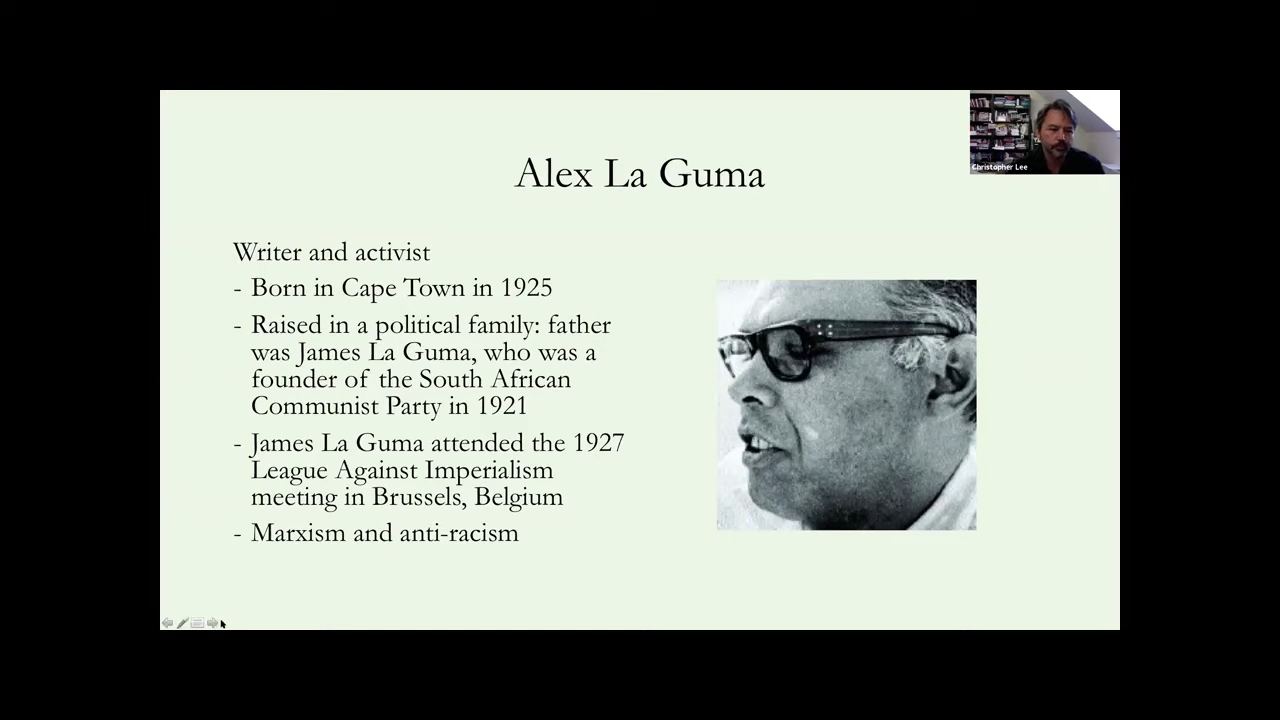 Alex La Guma
Christopher Lee
Writer and activist
- Born in Cape Town in 1925
- Raised in a political family: father
was James La Guma, who was a
founder of the South African
Communist Party in 1921
- James La Guma attended the 1927
League Against Imperialism
meeting in Brussels, Belgium
- Marxism and anti-racism